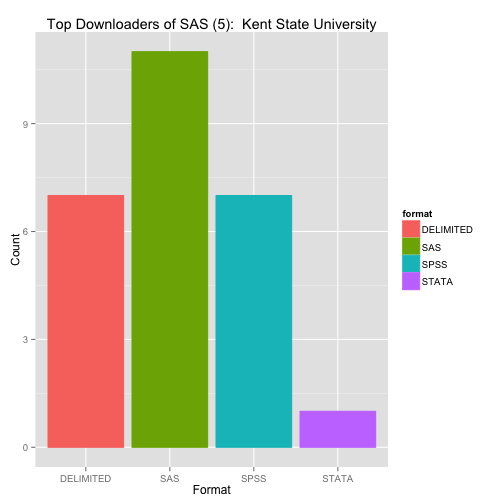 Top Downloaders of SAS (5):  Kent State University
Count
9
6
3
0
DELIMITED SAS SPSS STATA
Format
format
DELIMITED
SAS
SPSS
STATA